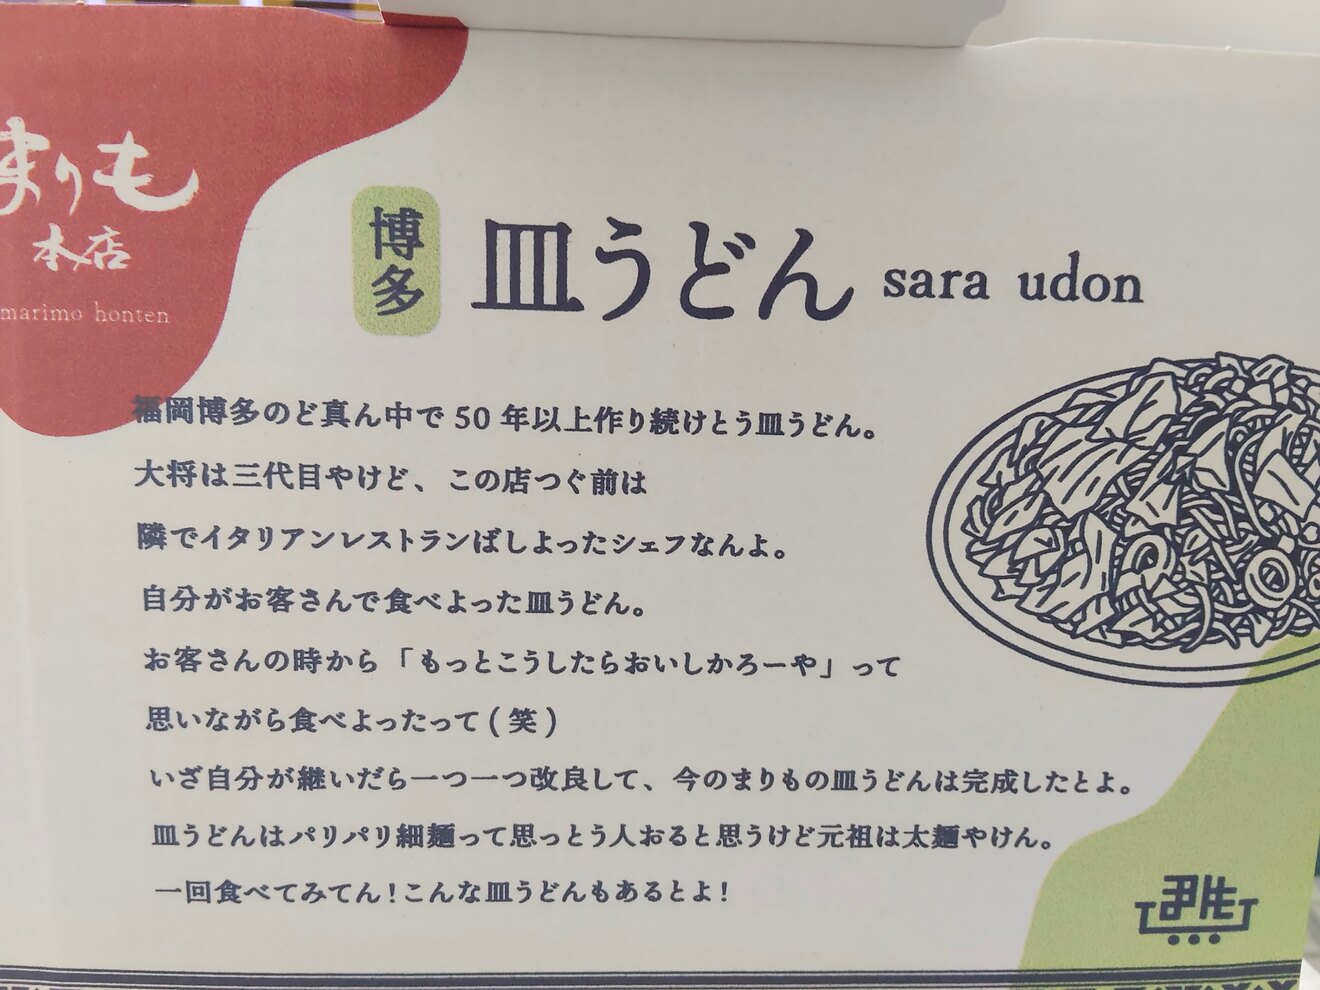 まりも
本店
marimo honten
博多
皿うどん sara udon
福岡博多のど真ん中で 50 年以上作り続けとう皿うどん。
大将は三代目やけど、この店つぐ前は
隣でイタリアンレストランばしよったシェフなんよ。
自分がお客さんで食べよった皿うどん。
お客さんの時から「もっとこうしたらおいしかろーや」って
思いながら食べよったって(笑)
いざ自分が継いだら一つ一つ改良して、今のまりもの皿うどんは完成したとよ。
皿うどんはパリパリ細麺って思っとう人おると思うけど元祖は太麺やけん。
一回食べてみてん!こんな皿うどんもあるとよ!